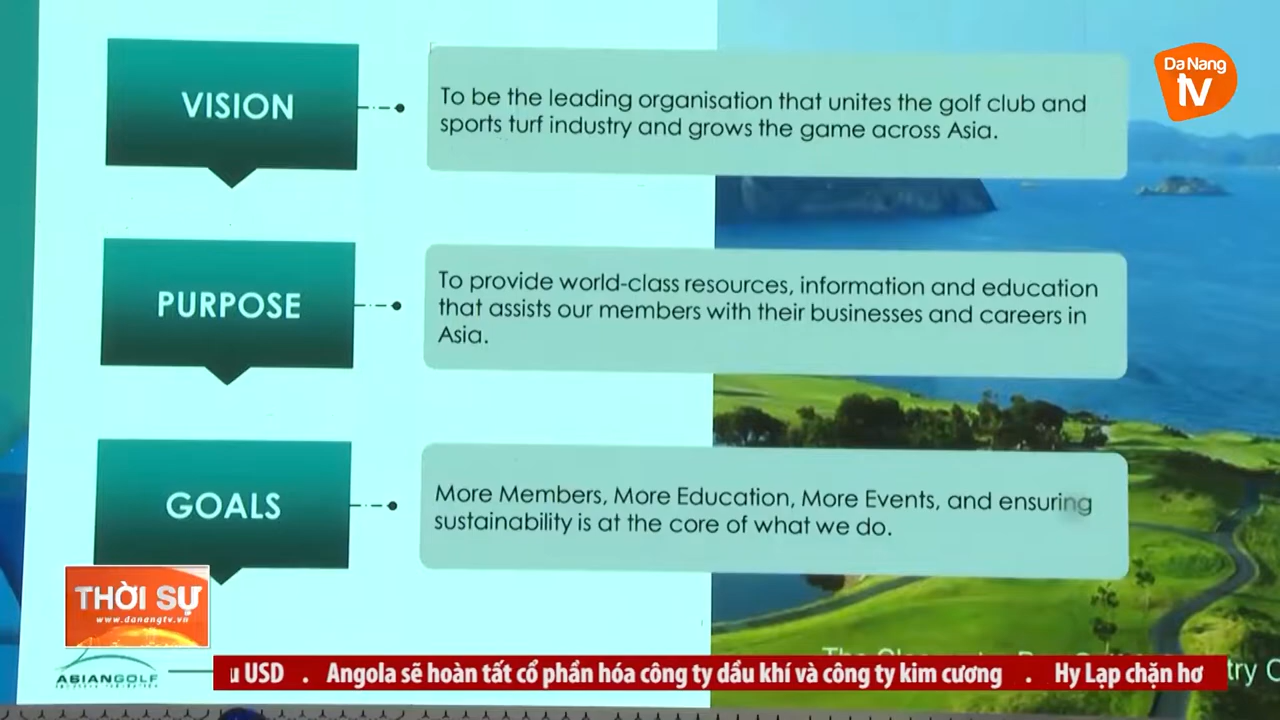 Da Nang
tv
VISION
To be the leading organisation that unites the golf club and
sports turf industry and grows the game across Asia.
PURPOSE
To provide world-class resources, information and education
that assists our members with their businesses and careers in
Asia.
GOALS
More Members, More Education, More Events, and ensuring
sustainability is at the core of what we do.
THỜI SỰ
www.danangtv.vn
ASIANGOLF
USD . Angola sẽ hoàn tất cổ phần hóa công ty dầu khí và công ty kim cương . Hy Lạp chặn hơ